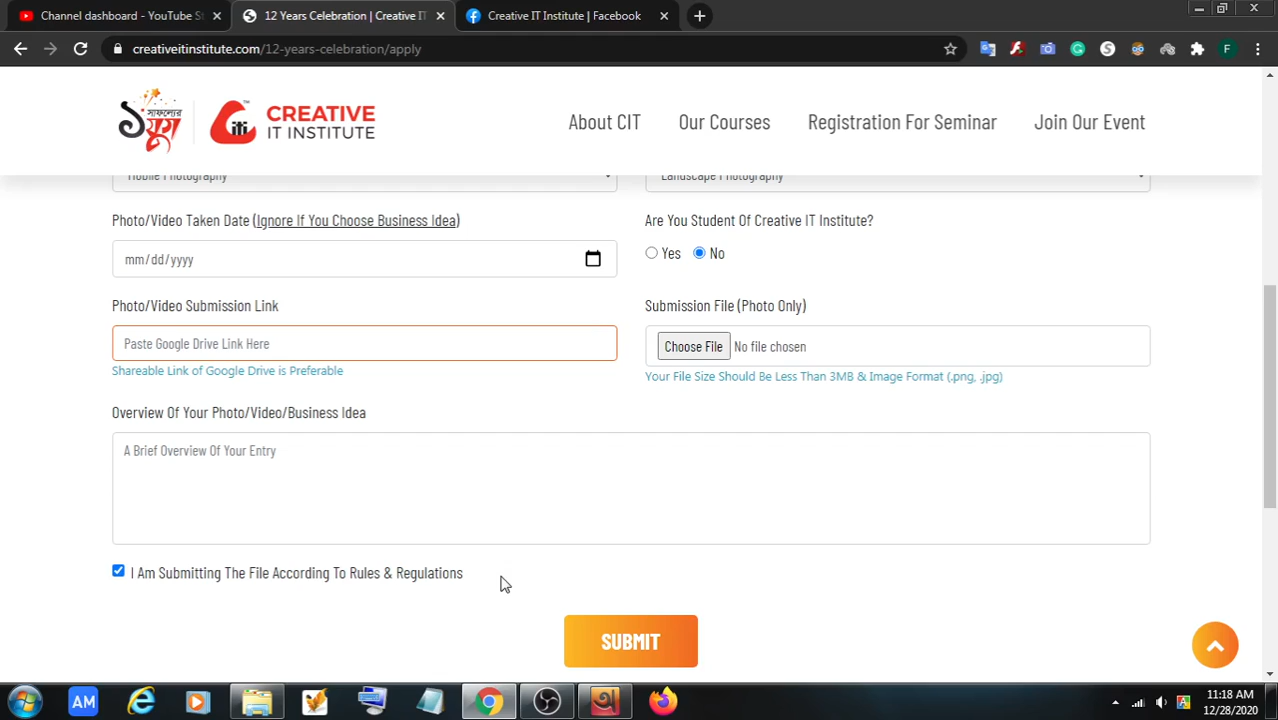 Channel dashboard - YouTube St
12 Years Celebration | Creative IT
Creative IT Institute | Facebook
creativeitinstitute.com/12-years-celebration/apply
F
সাফল্যের
১২
যুগ
CREATIVE
IT INSTITUTE
About CIT
Our Courses
Registration For Seminar
Join Our Event
Mobile Photography
Landscape Photography
Photo/Video Taken Date (Ignore If You Choose Business Idea)
Are You Student Of Creative IT Institute?
mm/dd/yyyy
Yes
No
Photo/Video Submission Link
Submission File (Photo Only)
Paste Google Drive Link Here
Choose File
No file chosen
Shareable Link of Google Drive is Preferable
Your File Size Should Be Less Than 3MB & Image Format (.png, .jpg)
Overview Of Your Photo/Video/Business Idea
A Brief Overview Of Your Entry
I Am Submitting The File According To Rules & Regulations
SUBMIT
AM
11:18 AM
12/28/2020